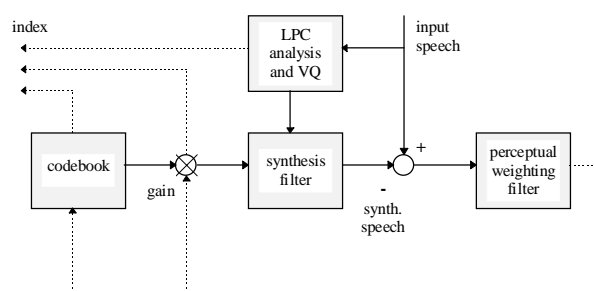 index
LPC
analysis
and VQ
input
speech
codebook
gain
synthesis
filter
+
-
synth.
speech
perceptual
weighting
filter